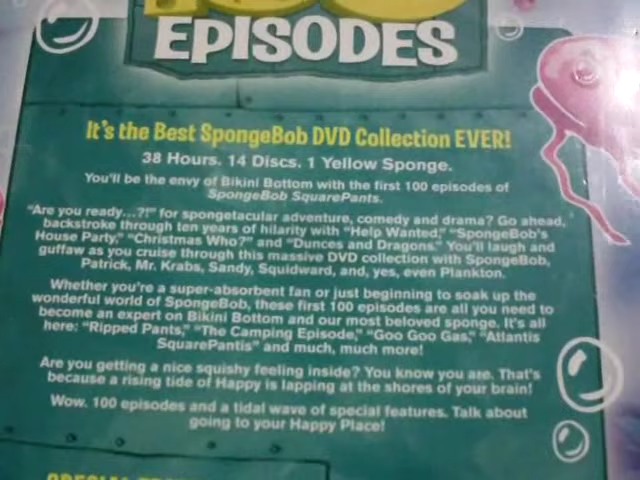 EPISODES
It's the Best SpongeBob DVD Collection EVER!
38 Hours. 14 Discs. 1 Yellow Sponge.
You'll be the envy of Bikini Bottom with the first 100 episodes of
SpongeBob SquarePants.
"Are you ready...?!" for spongetacular adventure, comedy and drama? Go ahead,
backstroke through ten years of hilarity with "Help Wanted," "SpongeBob's
House Party," "Christmas Who?" and "Dunces and Dragons." You'll laugh and
guffaw as you cruise through this massive DVD collection with SpongeBob,
Patrick, Mr. Krabs, Sandy, Squidward, and, yes, even Plankton.
Whether you're a super-absorbent fan or just beginning to soak up the
wonderful world of SpongeBob, these first 100 episodes are all you need to
become an expert on Bikini Bottom and our most beloved sponge. It's all
here: "Ripped Pants," "The Camping Episode," "Goo Goo Gas," "Atlantis
SquarePantis" and much, much more!
Are you getting a nice squishy feeling inside? You know you are. That's
because a rising tide of Happy is lapping at the shores of your brain!
Wow. 100 episodes and a tidal wave of special features. Talk about
going to your Happy Place!